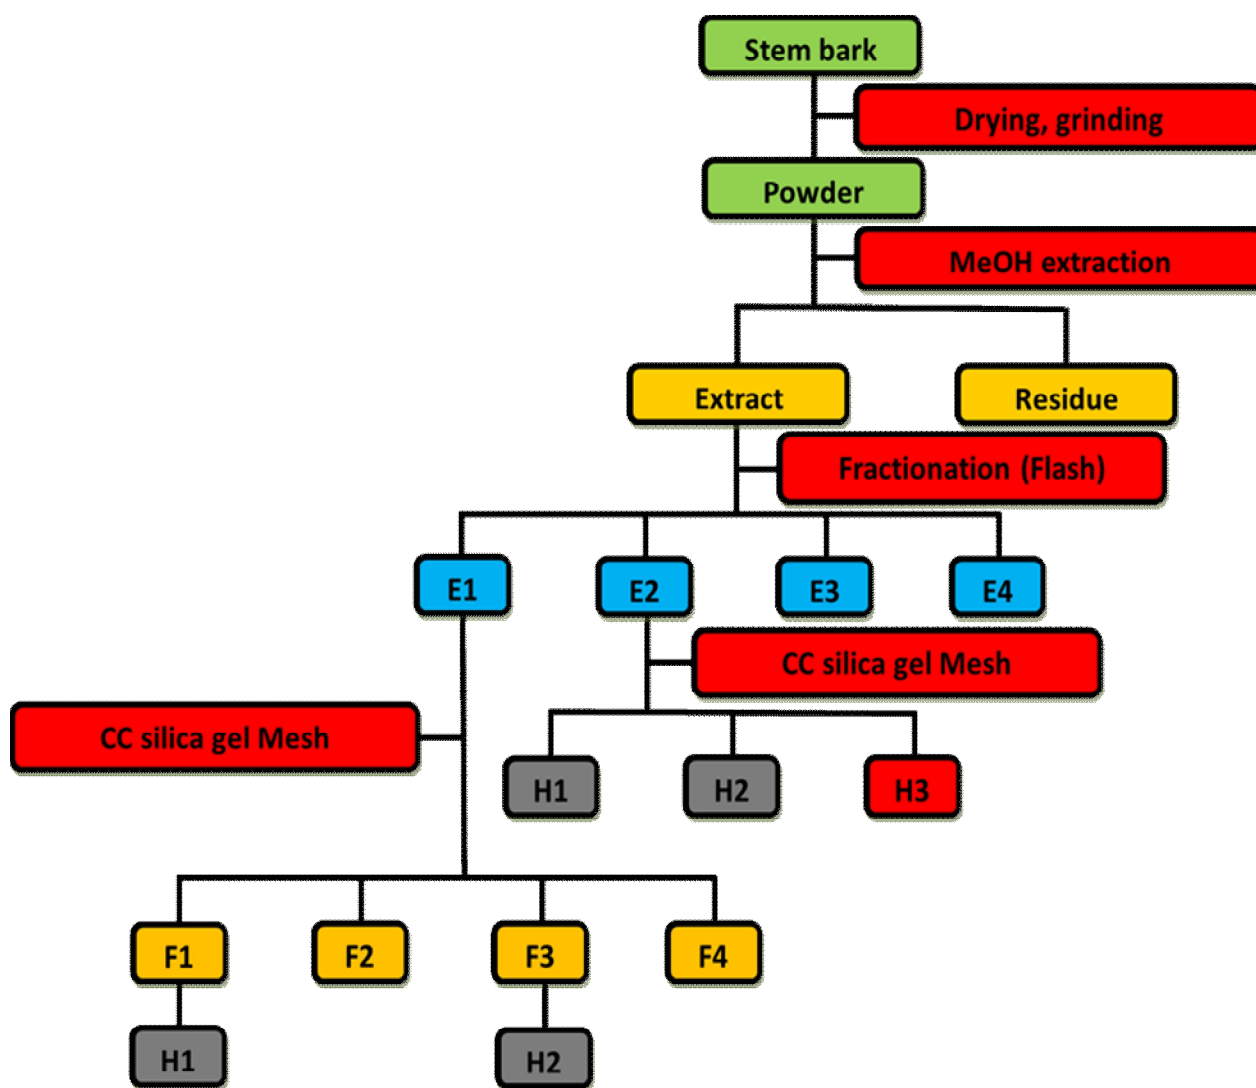 Stem bark
Drying, grinding
Powder
MeOH extraction
Extract
Residue
Fractionation (Flash)
E1
E2
E3
E4
CC silica gel Mesh
CC silica gel Mesh
H1
H2
H3
F1
F2
F3
F4
H1
H2